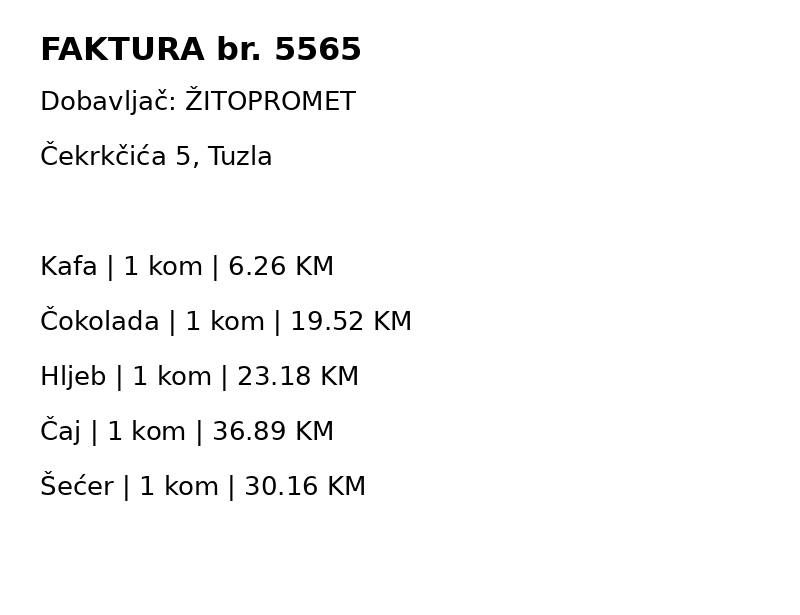 FAKTURA br. 5565
Dobavljač: ŽITOPROMET
Čekrkčića 5, Tuzla
Kafa | 1 kom | 6.26 KM
Čokolada | 1 kom | 19.52 KM
Hljeb | 1 kom | 23.18 KM
Čaj | 1 kom | 36.89 KM
Šećer | 1 kom | 30.16 KM